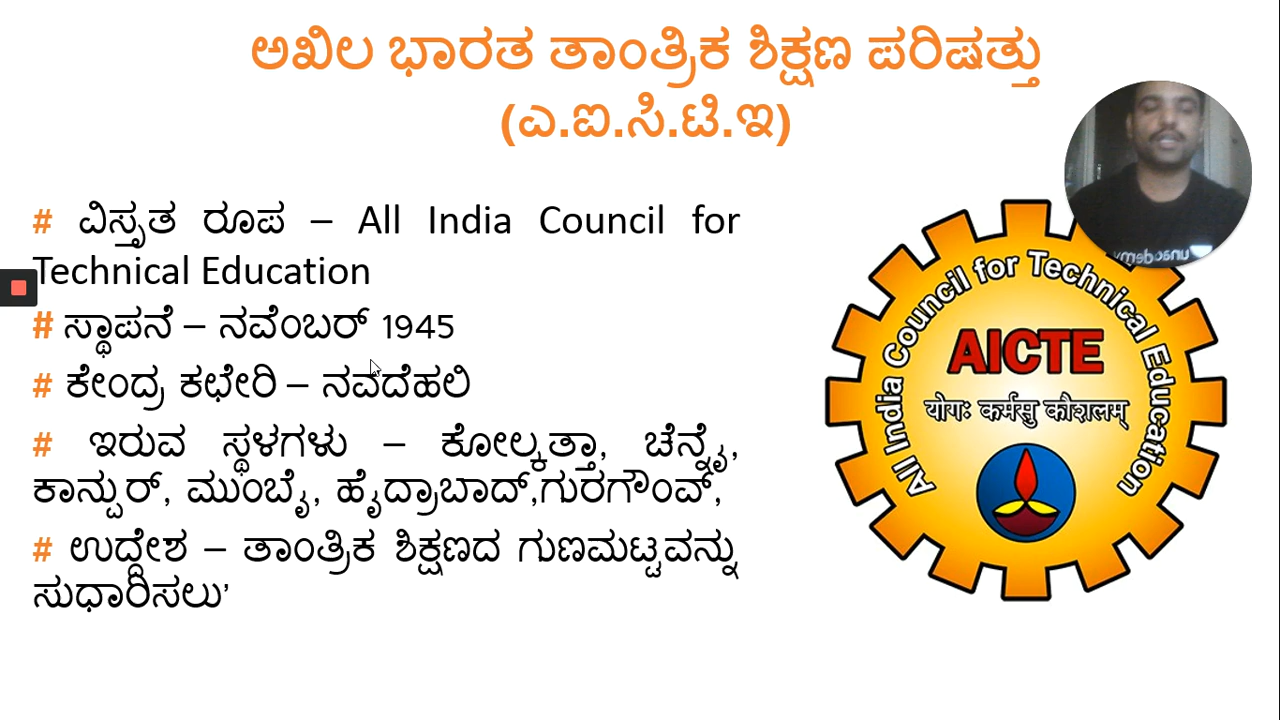 ಅಖಿಲ ಭಾರತ ತಾಂತ್ರಿಕ ಶಿಕ್ಷಣ ಪರಿಷತ್ತು
(ಎ.ಐ.ಸಿ.ಟಿ.ಇ)
# ವಿಸ್ತೃತ ರೂಪ – All India Council for
Technical Education
# ಸ್ಥಾಪನೆ – ನವೆಂಬರ್ 1945
# ಕೇಂದ್ರ ಕಛೇರಿ – ನವದೆಹಲಿ
# ಇರುವ ಸ್ಥಳಗಳು – ಕೋಲ್ಕತ್ತಾ, ಚೆನ್ನೈ,
ಕಾನ್ಪುರ್, ಮುಂಬೈ, ಹೈದ್ರಾಬಾದ್,ಗುರಗೌಂವ್,
# ಉದ್ದೇಶ – ತಾಂತ್ರಿಕ ಶಿಕ್ಷಣದ ಗುಣಮಟ್ಟವನ್ನು
ಸುಧಾರಿಸಲು’
All India Council for Technical Education
AICTE
योगः कर्मसु कौशलम्
unacademy